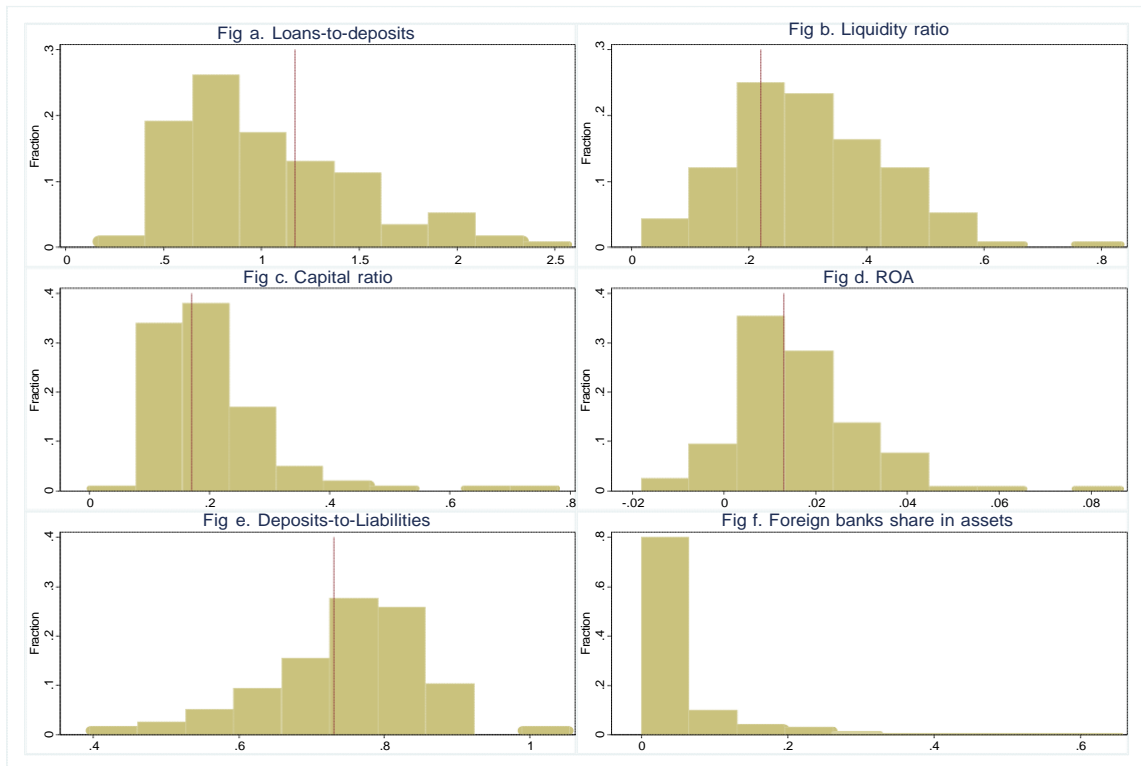 Fig a. Loans-to-deposits
Fraction
0 .1 .2 .3
0 .5 1 1.5 2 2.5
Fig b. Liquidity ratio
Fraction
0 .1 .2 .3
0 .2 .4 .6 .8
Fig c. Capital ratio
Fraction
0 .1 .2 .3 .4
0 .2 .4 .6 .8
Fig d. ROA
Fraction
0 .1 .2 .3 .4
-.02 0 .02 .04 .06 .08
Fig e. Deposits-to-Liabilities
Fraction
0 .1 .2 .3 .4
.4 .6 .8 1
Fig f. Foreign banks share in assets
Fraction
0 .2 .4 .6 .8
0 .2 .4 .6